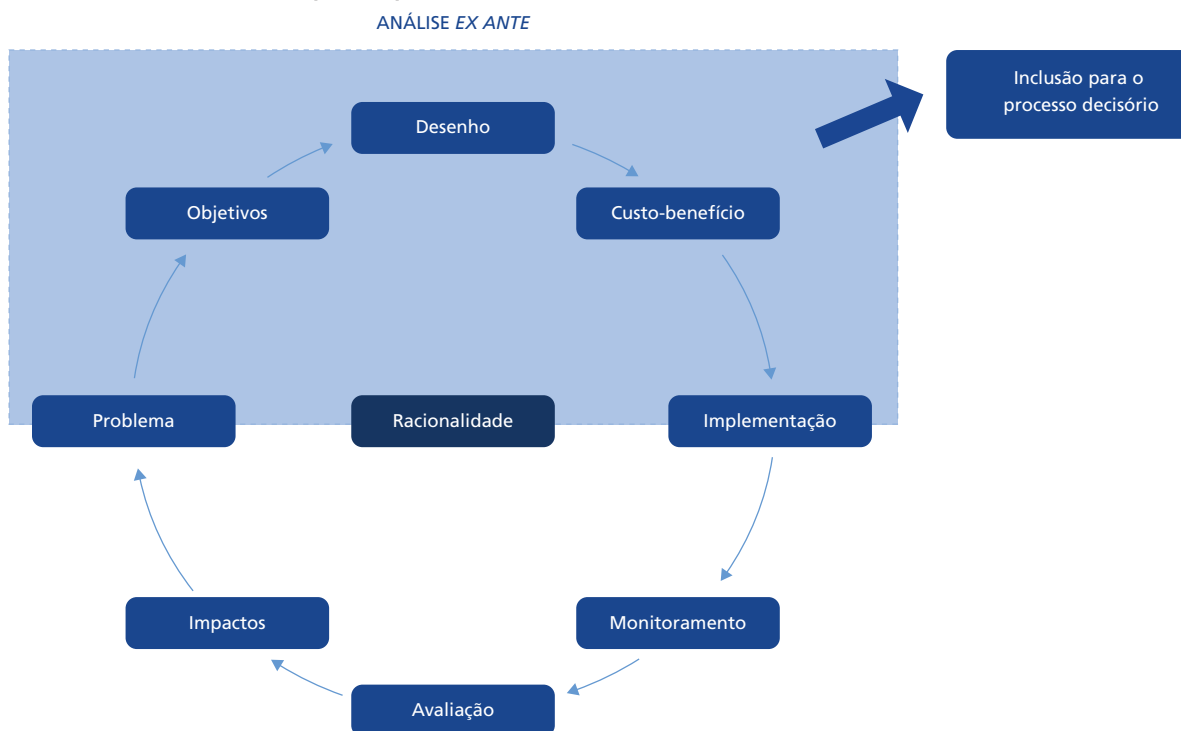 ANÁLISE EX ANTE
Inclusão para o
processo decisório
Desenho
Objetivos
Custo-benefício
Problema
Racionalidade
Implementação
Impactos
Monitoramento
Avaliação